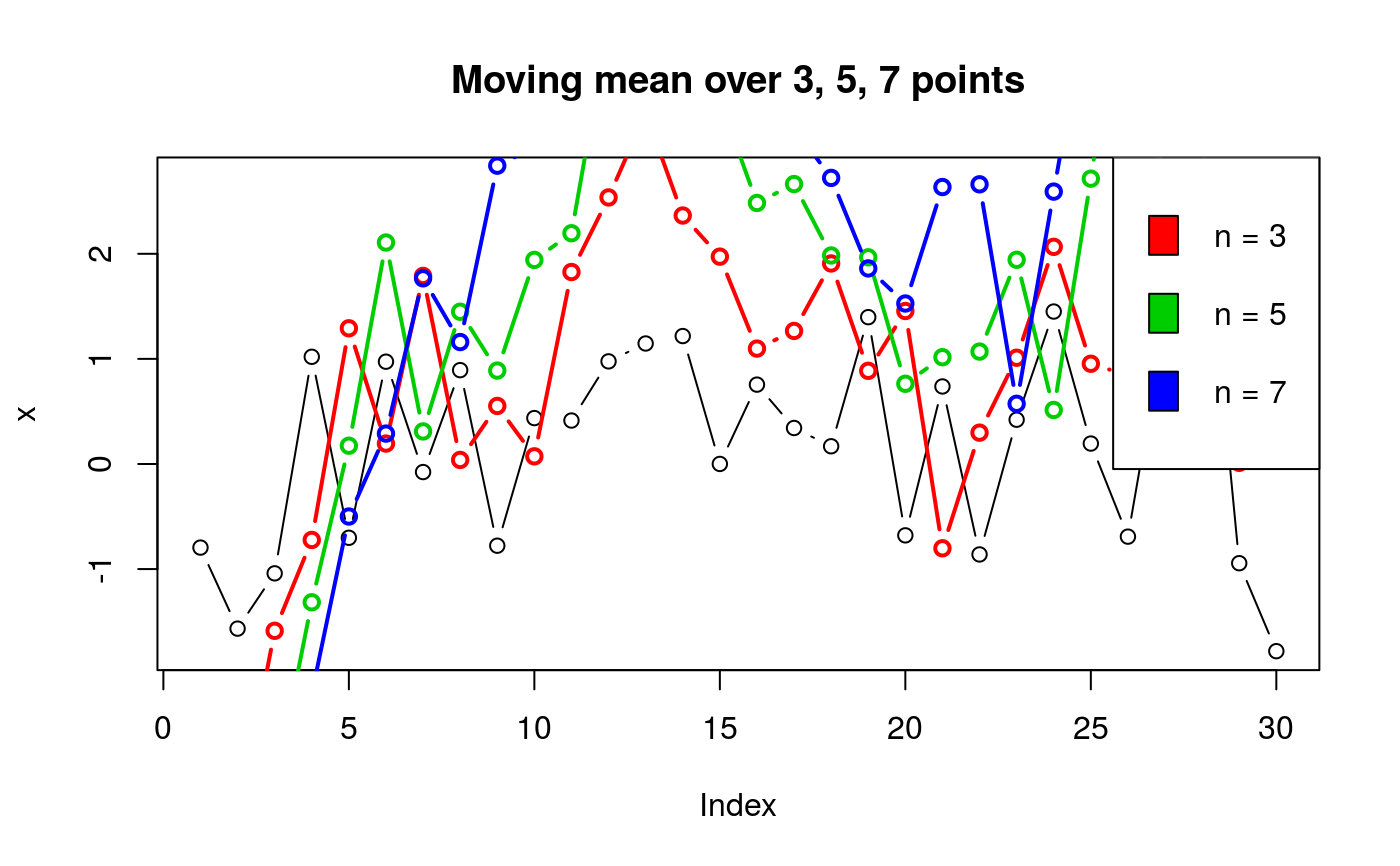 Moving mean over 3, 5, 7 points
x
2
1
0
-1
n = 3
n = 5
n = 7
0 5 10 15 20 25 30
Index